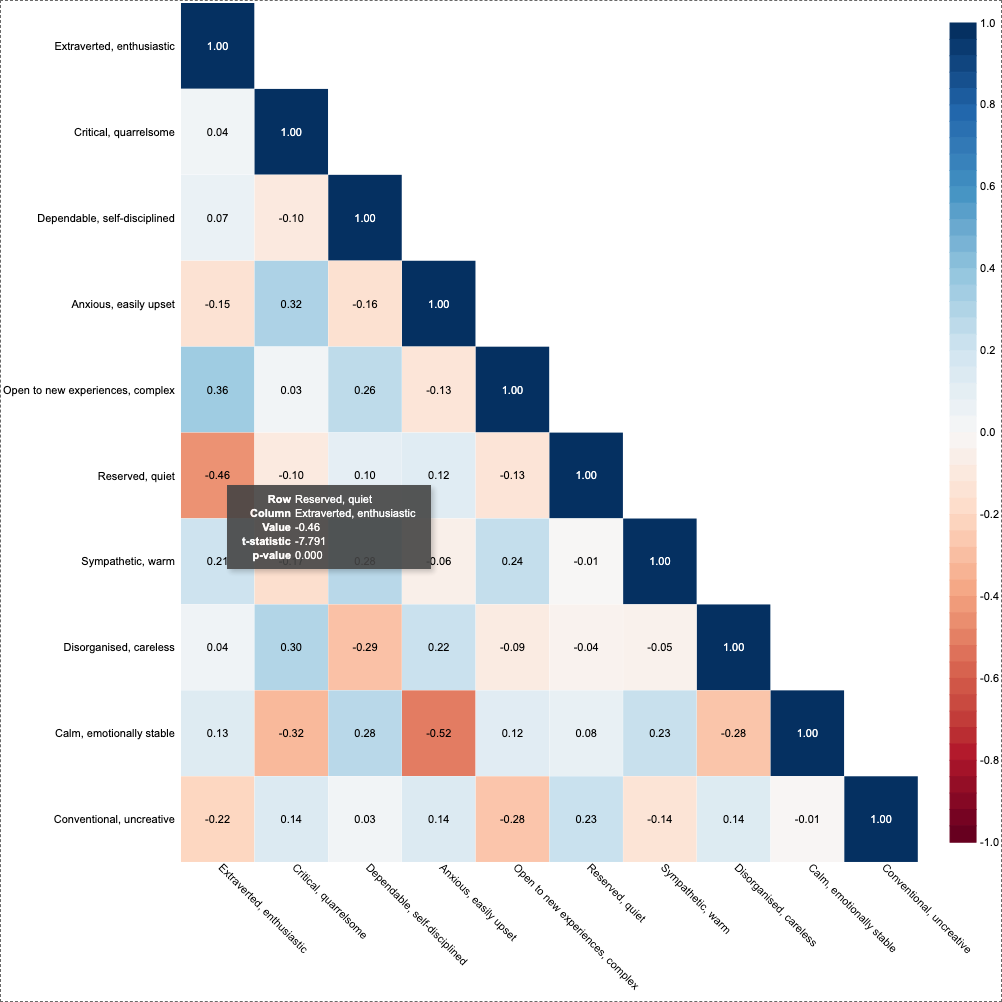 1.0
Extraverted, enthusiastic 1.00
0.8
Critical, quarrelsome 0.04 1.00
0.6
Dependable, self-disciplined 0.07 -0.10 1.00
0.4
Anxious, easily upset -0.15 0.32 -0.16 1.00
0.2
Open to new experiences, complex 0.36 0.03 0.26 -0.13 1.00
0.0
Reserved, quiet -0.46 -0.10 0.10 0.12 -0.13 1.00
Row Reserved, quiet
Column Extraverted, enthusiastic
Value -0.46
t-statistic -7.791
p-value 0.000
-0.2
Sympathetic, warm 0.21 -0.17 0.28 -0.06 0.24 -0.01 1.00
-0.4
Disorganised, careless 0.04 0.30 -0.29 0.22 -0.09 -0.04 -0.05 1.00
-0.6
Calm, emotionally stable 0.13 -0.32 0.28 -0.52 0.12 0.08 0.23 -0.28 1.00
-0.8
Conventional, uncreative -0.22 0.14 0.03 0.14 -0.28 0.23 -0.14 0.14 -0.01 1.00
-1.0
Extraverted, enthusiastic
Critical, quarrelsome
Dependable, self-disciplined
Anxious, easily upset
Open to new experiences, complex
Reserved, quiet
Sympathetic, warm
Disorganised, careless
Calm, emotionally stable
Conventional, uncreative